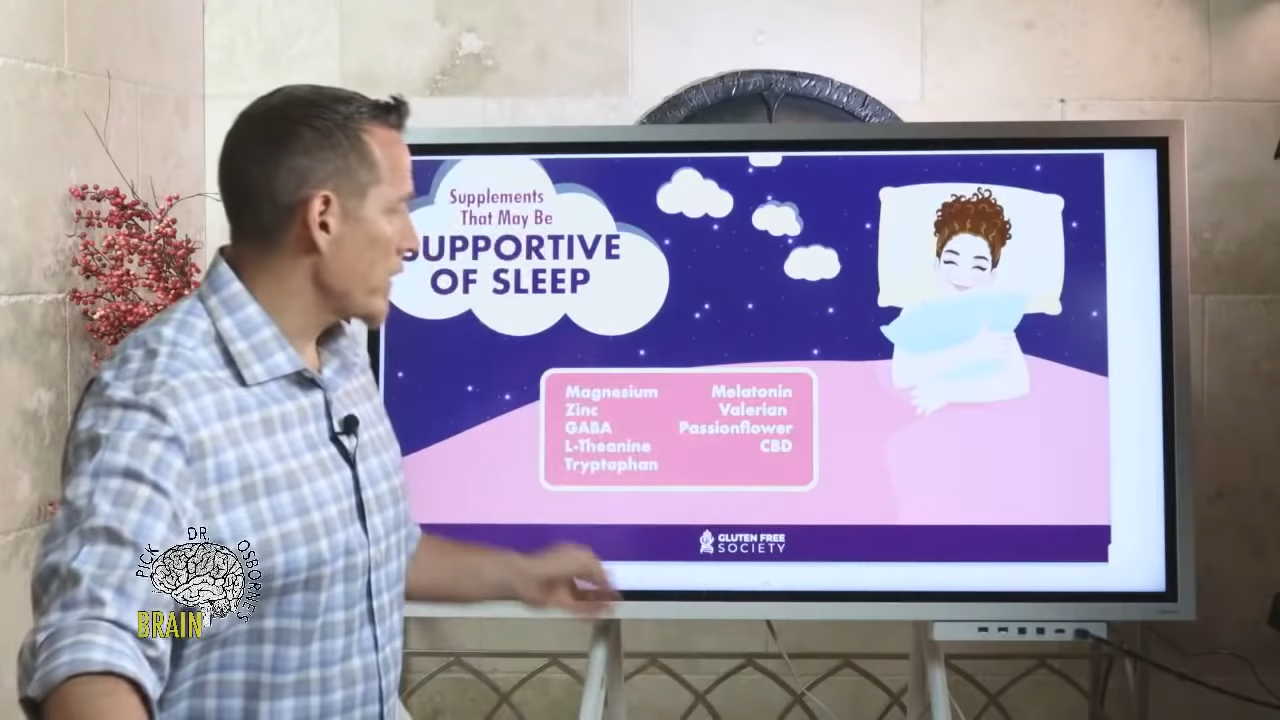 Supplements
That May Be
SUPPORTIVE
OF SLEEP
Magnesium
Zinc
GABA
L-Theanine
Tryptophan
Melatonin
Valerian
Passionflower
CBD
GLUTEN FREE
SOCIETY
PICK DR. OSBORNE'S
BRAIN